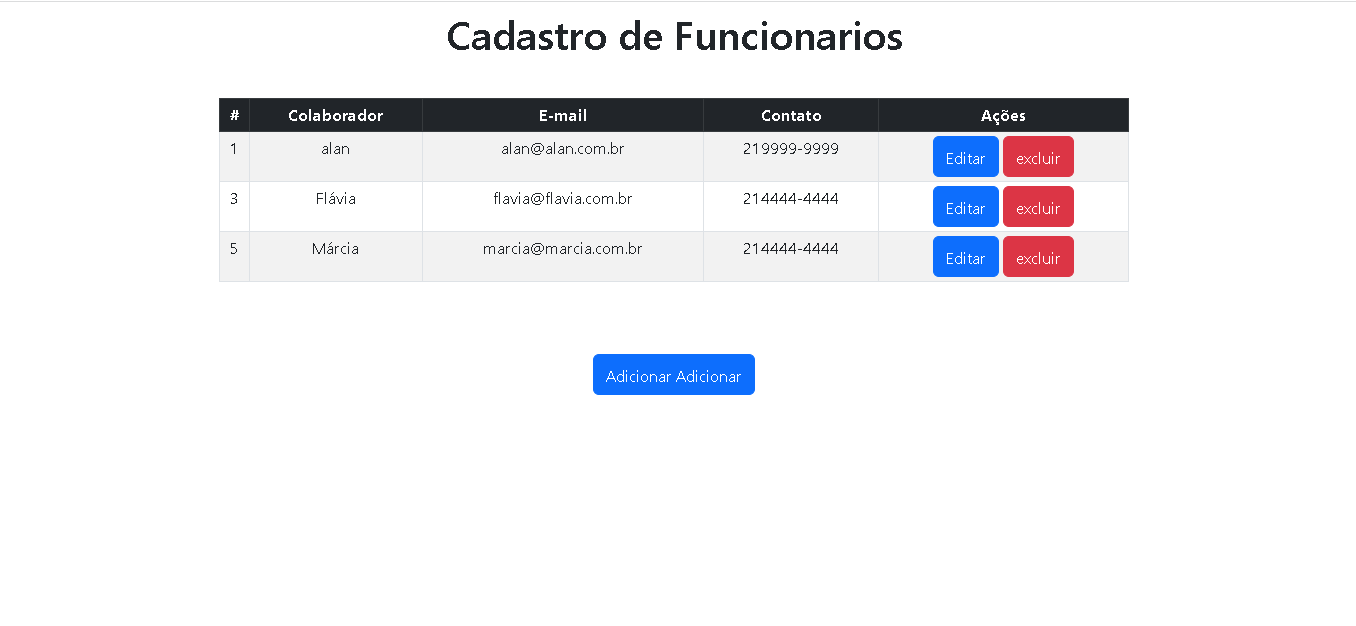 Cadastro de Funcionarios
# Colaborador E-mail Contato Ações
1 alan alan@alan.com.br 219999-9999 Editar excluir
3 Flávia flavia@flavia.com.br 214444-4444 Editar excluir
5 Márcia marcia@marcia.com.br 214444-4444 Editar excluir
Adicionar Adicionar